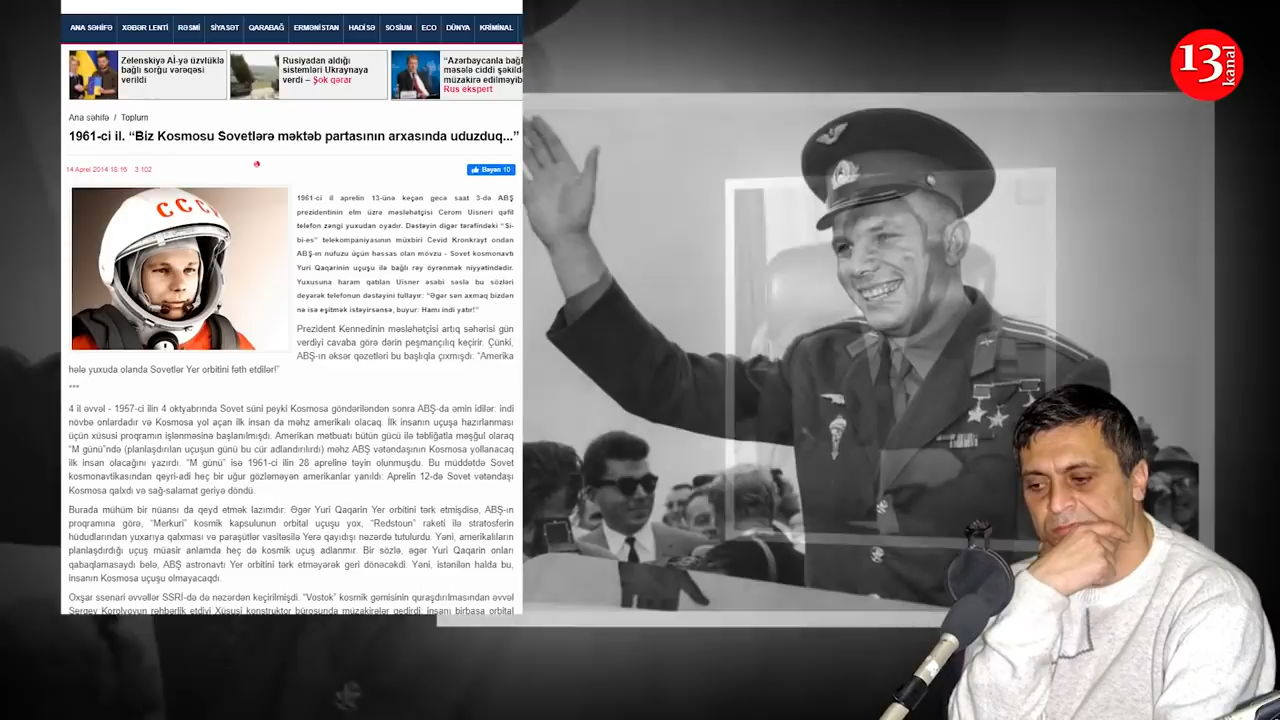 ANA SƏHİFƏ XƏBƏR LENTİ RƏSMİ SİYASƏT QARABAĞ ERMƏNİSTAN HADİSƏ SOSİUM ECO DÜNYA KRİMİNAL
Zelenskiyə Aİ-yə üzvlüklə
bağlı sorğu vərəqəsi
verildi
Rusiyadan aldığı
sistemləri Ukraynaya
verdi – Şok qərar
“Azərbaycanla bağl
məsələ ciddi şəkild
müzakirə edilməyib
Rus ekspert
13
kanal
Ana səhifə / Toplum
1961-ci il. “Biz Kosmosu Sovetlərə məktəb partasının arxasında uduzduq...”
14 Aprel 2014 18:16 3 102
Bəyən 10
CCCР
1961-ci il aprelin 13-ünə keçən gecə saat 3-də ABŞ
prezidentinin elm üzrə məsləhətçisi Cerom Uisneri qəfil
telefon zəngi yuxudan oyadır. Dəstəyin digər tərəfindəki “Si-
bi-es” telekompaniyasının müxbiri Cevid Kronkrayt ondan
ABŞ-ın nüfuzu üçün həssas olan mövzu - Sovet kosmonavtı
Yuri Qaqarinin uçuşu ilə bağlı rəy öyrənmək niyyətindədir.
Yuxusuna haram qatılan Uisner əsəbi səslə bu sözləri
deyərək telefonun dəstəyini tullayır: “Əgər sən axmaq bizdən
nə isə eşitmək istəyirsənsə, buyur: Hamı indi yatır!”
Prezident Kennedinin məsləhətçisi artıq səhərisi gün
verdiyi cavaba görə dərin peşmançılıq keçirir. Çünki,
ABŞ-ın əksər qəzetləri bu başlıqla çıxmışdı: “Amerika
hələ yuxuda olanda Sovetlər Yer orbitini fəth etdilər!”
***
4 il əvvəl - 1957-ci ilin 4 oktyabrında Sovet süni peyki Kosmosa göndəriləndən sonra ABŞ-da əmin idilər: indi
növbə onlardadır və Kosmosa yol açan ilk insan da məhz amerikalı olacaq. İlk insanın uçuşa hazırlanması
üçün xüsusi proqramın işlənməsinə başlanılmışdı. Amerikan mətbuatı bütün gücü ilə təbliğatla məşğul olaraq
“M günü”ndə (planlaşdırılan uçuşun günü bu cür adlandırılırdı) məhz ABŞ vətəndaşının Kosmosa yollanacaq
ilk insan olacağını yazırdı. “M günü” isə 1961-ci ilin 28 aprelinə təyin olunmuşdu. Bu müddətdə Sovet
kosmonavtikasından qeyri-adi heç bir uğur gözləməyən amerikanlar yanıldı: Aprelin 12-də Sovet vətəndaşı
Kosmosa qalxdı və sağ-salamat geriyə döndü.
Burada mühüm bir nüansı da qeyd etmək lazımdır: Əgər Yuri Qaqarin Yer orbitini tərk etmişdisə, ABŞ-ın
proqramına görə, “Merkuri” kosmik kapsulunun orbital uçuşu yox, “Redstoun” raketi ilə stratosferin
hüdudlarından yuxarıya qalxması və paraşütlər vasitəsilə Yerə qayıdışı nəzərdə tutulurdu. Yəni, amerikalıların
planlaşdırdığı uçuş müasir anlamda heç də kosmik uçuş adlanmır. Bir sözlə, əgər Yuri Qaqarin onları
qabaqlamasaydı belə, ABŞ astronavtı Yer orbitini tərk etməyərək geri dönəcəkdi. Yəni, istənilən halda bu,
insanın Kosmosa uçuşu olmayacaqdı.
Oxşar ssenari əvvəllər SSRİ-də də nəzərdən keçirilmişdi. “Vostok” kosmik gəmisinin quraşdırılmasından əvvəl
Sergey Korolyovun rəhbərlik etdiyi Xüsusi konstruktor bürosunda müzakirələr gedirdi: insanı birbaşa orbital